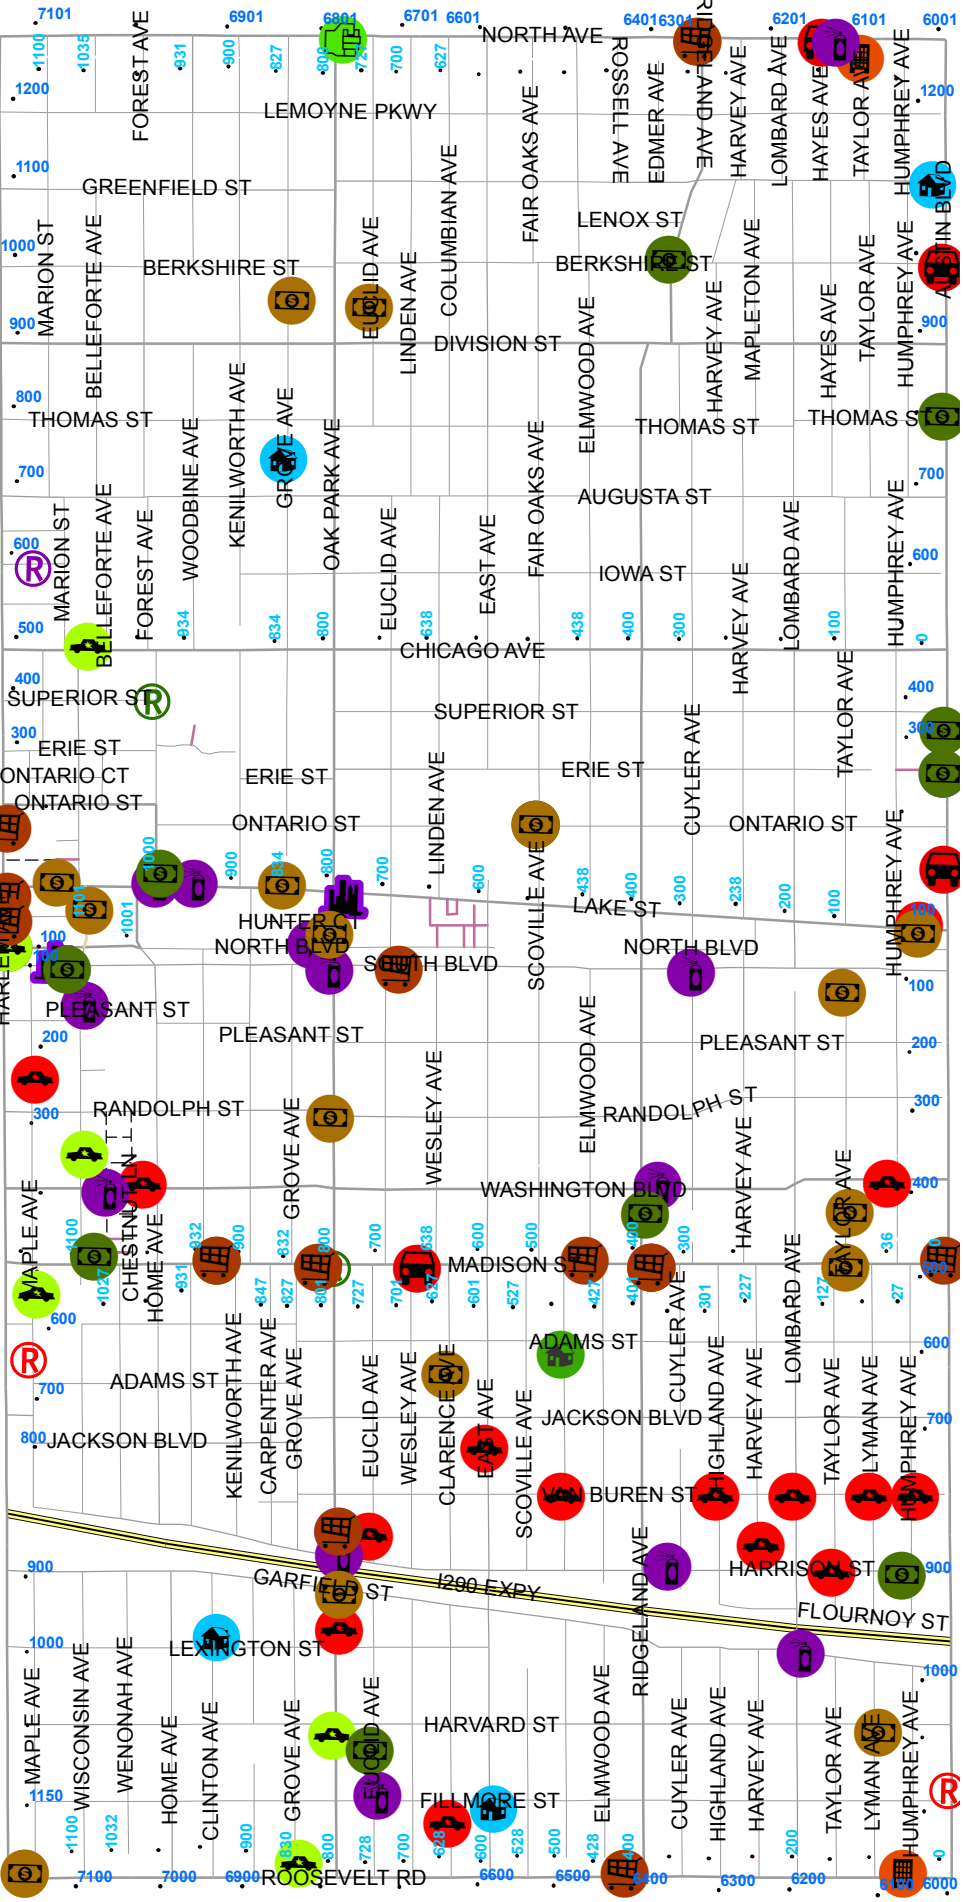 7101
6901
6801
6701 6601
6401 6301
6201
6101
6001
NORTH AVE
1100
1035
FOREST AVE
931
900
827
800
725
700
627
ROSSELL AVE
EDMER AVE
HARVEY AVE
LOMBARD AVE
HAYES AVE
HUMPHREY AVE
1200
1200
LEMOYNE PKWY
FAIR OAKS AVE
COLUMBIAN AVE
1100
GREENFIELD ST
AUSTIN BLVD
MARION ST
BELLEFORTE AVE
LENOX ST
1000
BERKSHIRE ST
BERKSHIRE ST
EUCLID AVE
LINDEN AVE
ELMWOOD AVE
HARVEY AVE
MAPLETON AVE
HAYES AVE
TAYLOR AVE
HUMPHREY AVE
900
900
DIVISION ST
800
THOMAS ST
THOMAS ST
THOMAS ST
WOODBINE AVE
KENILWORTH AVE
GROVE AVE
OAK PARK AVE
FAIR OAKS AVE
700
700
AUGUSTA ST
MARION ST
BELLEFORTE AVE
FOREST AVE
EUCLID AVE
EAST AVE
LOMBARD AVE
HUMPHREY AVE
600
600
®
IOWA ST
HARVEY AVE
500
934
834
800
638
438
400
300
100
0
CHICAGO AVE
400
400
SUPERIOR ST
®
SUPERIOR ST
CUYLER AVE
TAYLOR AVE
300
300
ERIE ST
ONTARIO CT
ERIE ST
ERIE ST
LINDEN AVE
ONTARIO ST
ONTARIO ST
ONTARIO ST
SCOVILLE AVE
HUMPHREY AVE
1000
900
834
800
700
600
438
400
300
238
200
100
1101
1001
LAKE ST
100
HUNTER CT
100
100
NORTH BLVD
NORTH BLVD
SOUTH BLVD
100
PLEASANT ST
200
PLEASANT ST
PLEASANT ST
200
ELMWOOD AVE
WESLEY AVE
300
RANDOLPH ST
RANDOLPH ST
300
GROVE AVE
HARVEY AVE
TAYLOR AVE
MAPLE AVE
CHESTNUT LN
HOME AVE
WASHINGTON BLVD
400
1100
932
900
832
800
700
638
600
500
400
300
36
0
MADISON ST
500
1027
931
847
827
801
727
701
627
601
527
427
401
301
227
127
27
600
ADAMS ST
600
®
KENILWORTH AVE
CARPENTER AVE
GROVE AVE
EUCLID AVE
WESLEY AVE
CLARENCE AVE
EAST AVE
SCOVILLE AVE
CUYLER AVE
HIGHLAND AVE
HARVEY AVE
LOMBARD AVE
TAYLOR AVE
LYMAN AVE
HUMPHREY AVE
700
ADAMS ST
JACKSON BLVD
700
800
JACKSON BLVD
VAN BUREN ST
900
GARFIELD ST
I290 EXPY
RIDGELAND AVE
HARRISON ST
900
FLOURNOY ST
1000
LEXINGTON ST
1000
MAPLE AVE
WISCONSIN AVE
WENONAH AVE
HOME AVE
CLINTON AVE
GROVE AVE
EUCLID AVE
HARVARD ST
ELMWOOD AVE
CUYLER AVE
HIGHLAND AVE
HARVEY AVE
TAYLOR AVE
LYMAN AVE
HUMPHREY AVE
1150
FILLMORE ST
®
1100
1032
900
830
800
728
700
628
600
528
500
428
400
200
0
ROOSEVELT RD
7100
7000
6900
6600
6500
6400
6300
6200
6100
6000